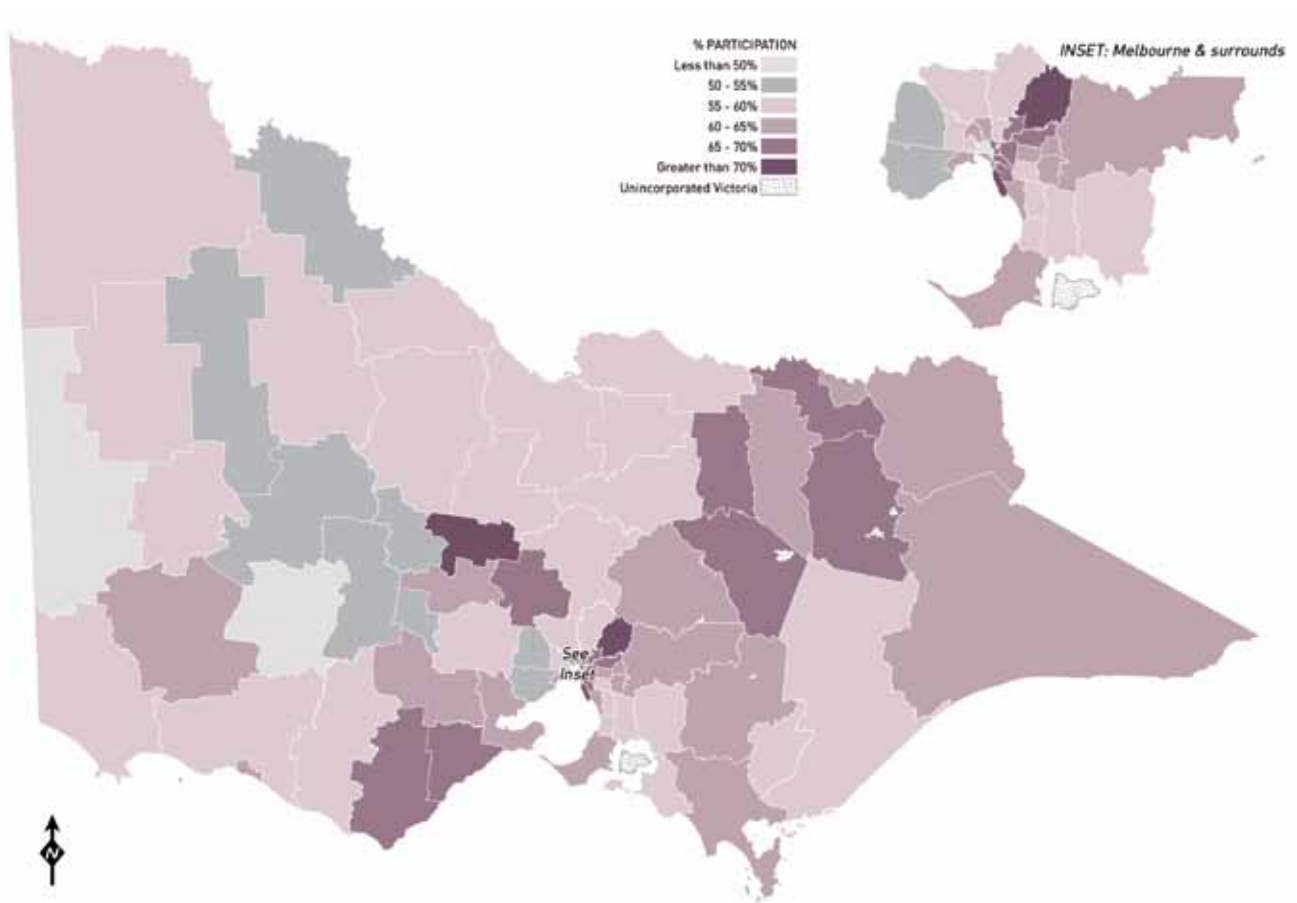 % PARTICIPATION
Less than 50%
50 - 55%
55 - 60%
60 - 65%
65 - 70%
Greater than 70%
Unincorporated Victoria
INSET: Melbourne & surrounds
See
Inset
N